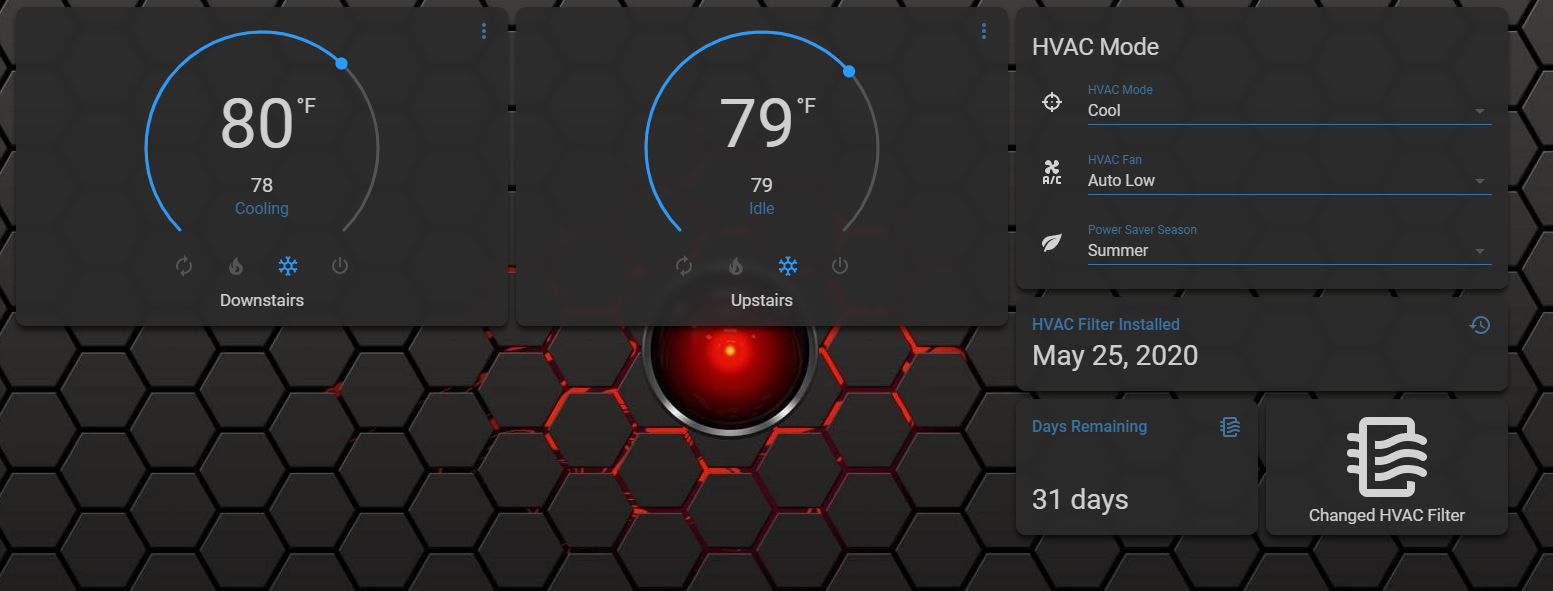 80 °F
78
Cooling
Downstairs
79 °F
79
Idle
Upstairs
HVAC Mode
HVAC Mode
Cool
HVAC Fan
A/C
Auto Low
Power Saver Season
Summer
HVAC Filter Installed
May 25, 2020
Days Remaining
31 days
Changed HVAC Filter